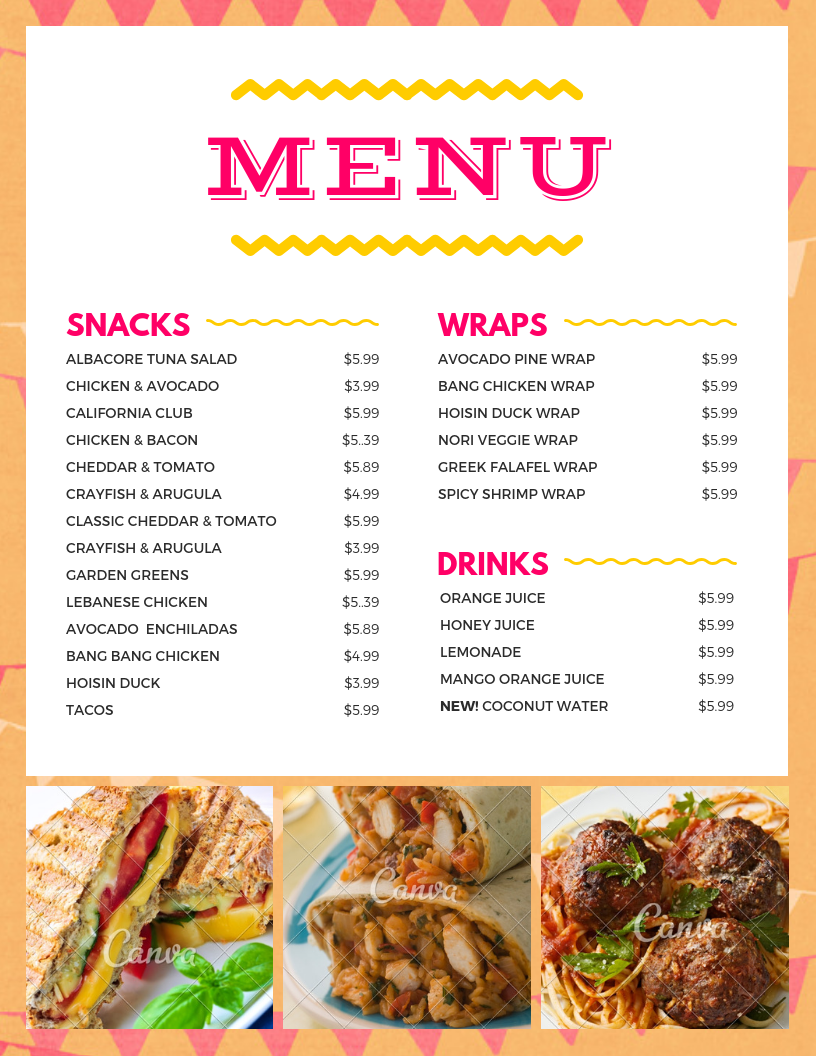 MENU
SNACKS
ALBACORE TUNA SALAD $5.99
CHICKEN & AVOCADO $3.99
CALIFORNIA CLUB $5.99
CHICKEN & BACON $5..39
CHEDDAR & TOMATO $5.89
CRAYFISH & ARUGULA $4.99
CLASSIC CHEDDAR & TOMATO $5.99
CRAYFISH & ARUGULA $3.99
GARDEN GREENS $5.99
LEBANESE CHICKEN $5..39
AVOCADO  ENCHILADAS $5.89
BANG BANG CHICKEN $4.99
HOISIN DUCK $3.99
TACOS $5.99
WRAPS
AVOCADO PINE WRAP $5.99
BANG CHICKEN WRAP $5.99
HOISIN DUCK WRAP $5.99
NORI VEGGIE WRAP $5.99
GREEK FALAFEL WRAP $5.99
SPICY SHRIMP WRAP $5.99
DRINKS
ORANGE JUICE $5.99
HONEY JUICE $5.99
LEMONADE $5.99
MANGO ORANGE JUICE $5.99
NEW! COCONUT WATER $5.99
Canva
Canva
Canva